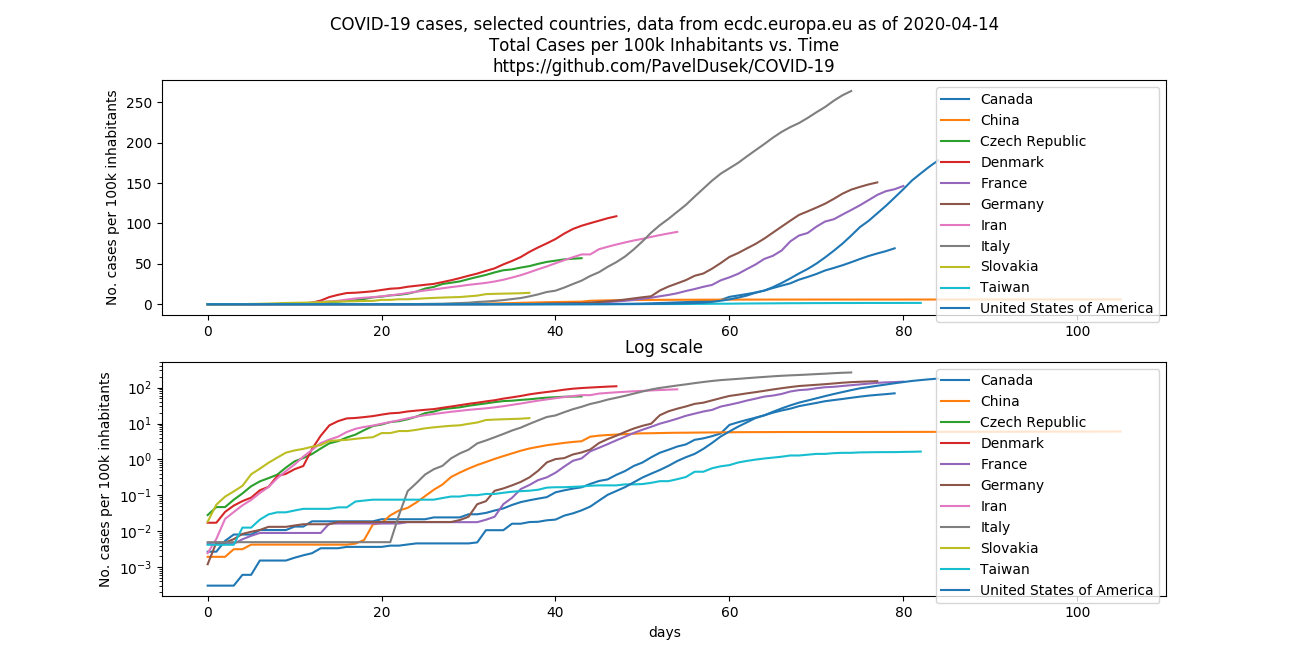 COVID-19 cases, selected countries, data from ecdc.europa.eu as of 2020-04-14
Total Cases per 100k Inhabitants vs. Time
https://github.com/PavelDusek/COVID-19
No. cases per 100k inhabitants
250
200
150
100
50
0
0
20
40
60
80
100
Canada
China
Czech Republic
Denmark
France
Germany
Iran
Italy
Slovakia
Taiwan
United States of America
Log scale
No. cases per 100k inhabitants
10²
10¹
10⁰
10⁻¹
10⁻²
10⁻³
0
20
40
60
80
100
days
Canada
China
Czech Republic
Denmark
France
Germany
Iran
Italy
Slovakia
Taiwan
United States of America